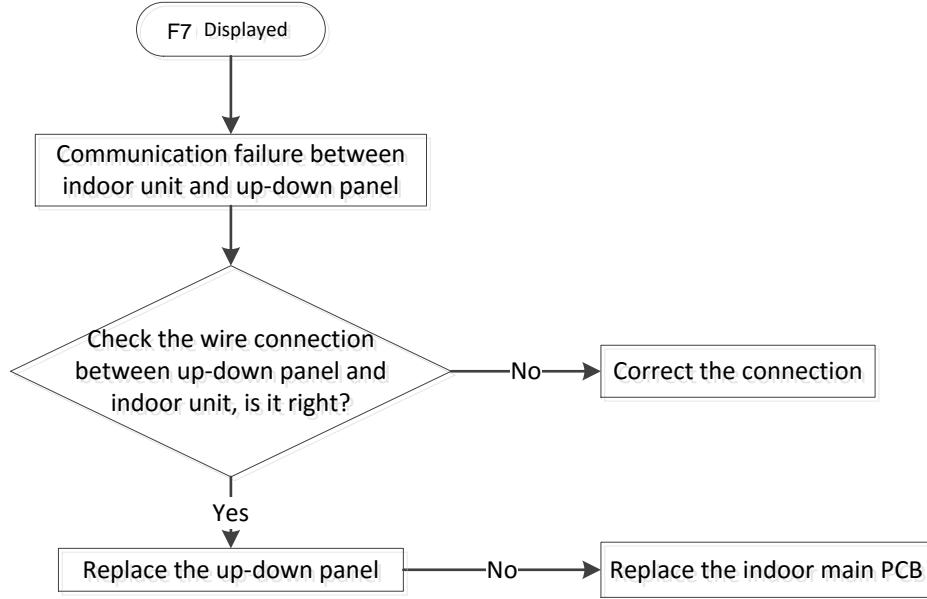 F7 Displayed
Communication failure between
indoor unit and up-down panel
Check the wire connection
between up-down panel and
indoor unit, is it right?
No
Correct the connection
Yes
Replace the up-down panel
No
Replace the indoor main PCB